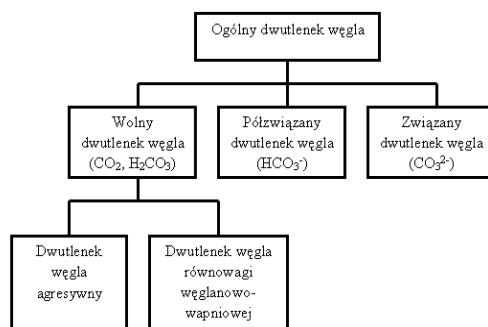 Ogólny dwutlenek węgla
Wolny
dwutlenek węgla
(CO₂, H₂CO₃)
Półzwiązany
dwutlenek węgla
(HCO₃⁻)
Związany
dwutlenek węgla
(CO₃²⁻)
Dwutlenek
węgla
agresywny
Dwutlenek węgla
równowagi
węglanowo-
wapniowej